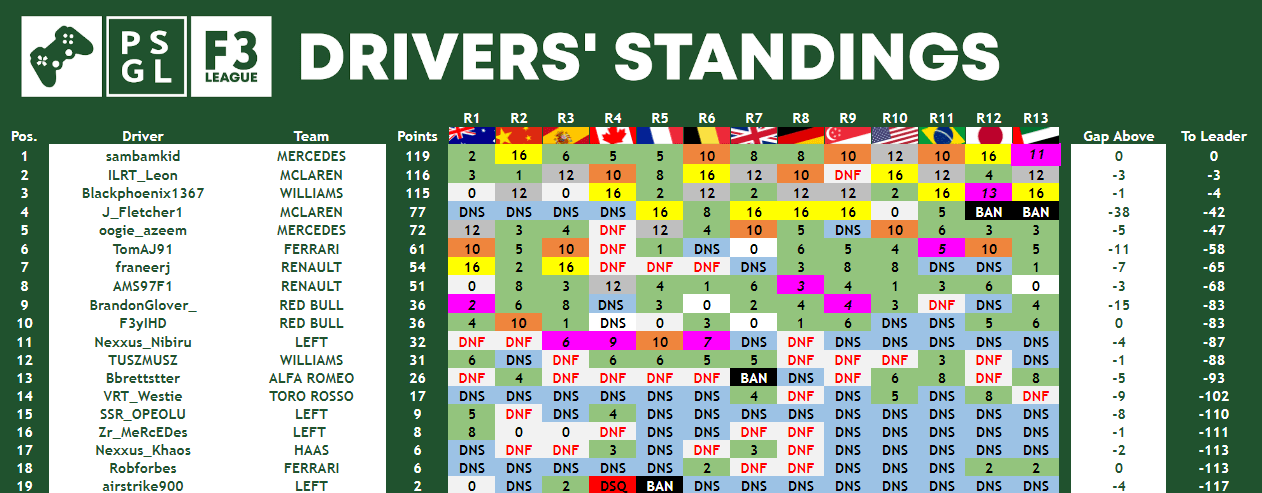 PS GL
F3 LEAGUE
DRIVERS' STANDINGS
R1 R2 R3 R4 R5 R6 R7 R8 R9 R10 R11 R12 R13
Pos. Driver Team Points Gap Above To Leader
1 sambamkid MERCEDES 119 2 16 6 5 5 10 8 8 10 12 10 16 11 0 0
2 ILRT_Leon MCLAREN 116 3 1 12 10 8 16 12 10 DNF 16 12 4 12 -3 -3
3 Blackphoenix1367 WILLIAMS 115 0 12 0 16 2 12 2 12 12 2 16 13 16 -1 -4
4 J_Fletcher1 MCLAREN 77 DNS DNS DNS DNS 16 8 16 16 16 0 5 BAN BAN -38 -42
5 oogie_azeem MERCEDES 72 12 3 4 DNF 12 4 10 5 DNS 10 6 3 3 -5 -47
6 TomAJ91 FERRARI 61 10 5 10 DNF 1 DNS 0 6 5 4 5 10 5 -11 -58
7 franeerj RENAULT 54 16 2 16 DNF DNF DNF DNS 3 8 8 DNS DNS 1 -7 -65
8 AMS97F1 RENAULT 51 0 8 3 12 4 1 6 3 4 1 3 6 0 -3 -68
9 BrandonGlover_ RED BULL 36 2 6 8 DNS 3 0 2 4 4 3 DNF DNS 4 -15 -83
10 F3ylHD RED BULL 36 4 10 1 DNS 0 3 0 1 6 DNS DNS 5 6 0 -83
11 Nexxus_Nibiru LEFT 32 DNF DNF 6 9 10 7 DNS DNF DNS DNS DNS DNS DNS -4 -87
12 TUSZMUSZ WILLIAMS 31 6 DNS DNF 6 6 5 5 DNF DNF DNF 3 DNF DNS -1 -88
13 Bbrettstter ALFA ROMEO 26 DNF 4 DNF DNF DNF DNF BAN DNS DNF 6 8 DNF 8 -5 -93
14 VRT_Westie TORO ROSSO 17 DNS DNS DNS DNS DNS DNS 4 DNF DNS 5 DNS 8 DNF -9 -102
15 SSR_OPEOLU LEFT 9 5 DNF DNS 4 DNS DNS DNS DNS DNS DNS DNS DNS DNS -8 -110
16 Zr_MeRcEDes LEFT 8 8 0 0 DNF DNS DNF DNF DNF DNS DNS DNS DNS DNS -1 -111
17 Nexxus_Khaos HAAS 6 DNS DNF DNF 3 DNS DNF 3 DNF DNS DNS DNS DNS DNS -2 -113
18 Robforbes FERRARI 6 DNS DNS DNS DNS DNS 2 DNF DNF DNS DNS DNS 2 2 0 -113
19 airstrike900 LEFT 2 0 DNS 2 DSQ BAN DNS DNS DNS DNS DNS DNS DNS DNS -4 -117